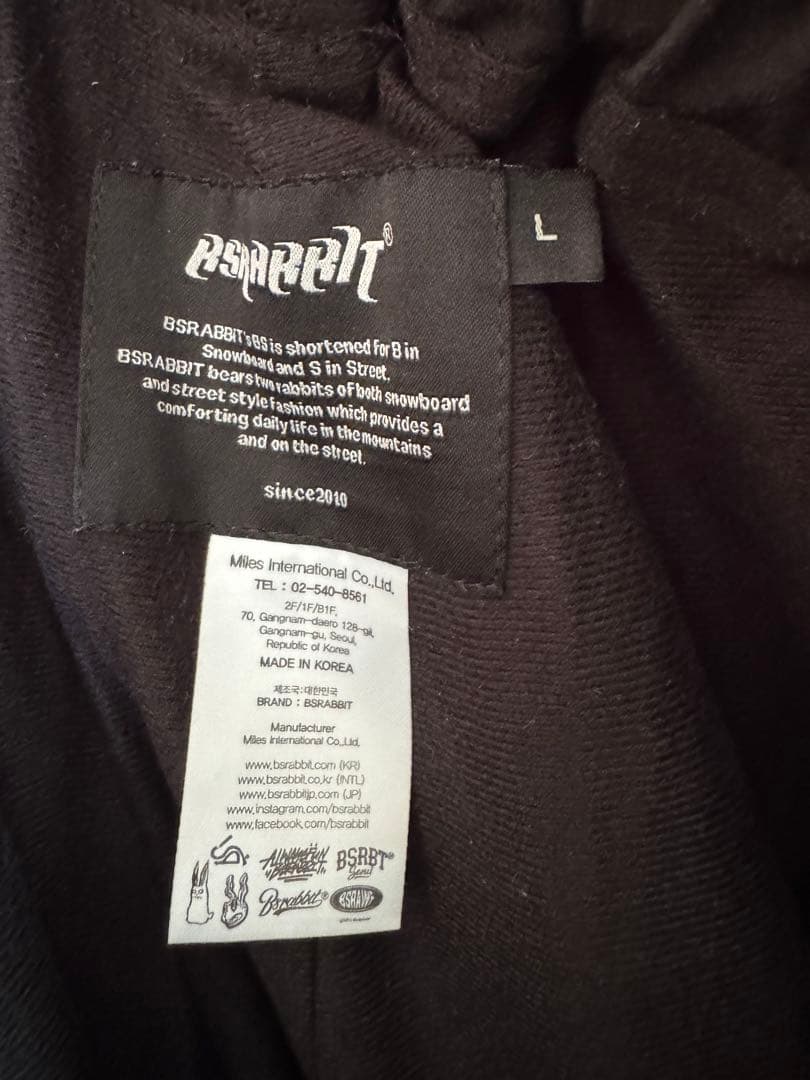 BSRABBIT®
L
BSRABBIT's BS is shortened for B in
Snowboard and S in Street.
BSRABBIT bears two rabbits of both snowboard
and street style fashion which provides a
comforting daily life in the mountains
and on the street.
since2010
Miles International Co.,Ltd.
TEL : 02-540-8561
2F/1F/B1F,
70, Gangnam-daero 128-gil,
Gangnam-gu, Seoul,
Republic of Korea
MADE IN KOREA
제조국:대한민국
BRAND : BSRABBIT
Manufacturer
Miles International Co.,Ltd.
www.bsrabbit.com (KR)
www.bsrabbit.co.kr (INTL)
www.bsrabbitjp.com (JP)
www.instagram.com/bsrabbit
www.facebook.com/bsrabbit
BSRBT®
Bsrabbit®